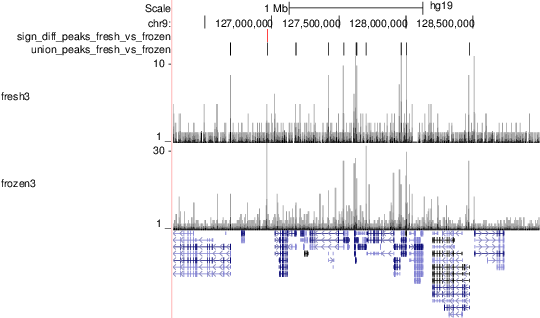 Scale 1 Mb hg19
chr9: 127,000,000 127,500,000 128,000,000 128,500,000
sign_diff_peaks_fresh_vs_frozen
union_peaks_fresh_vs_frozen
10
fresh3
1
30
frozen3
1